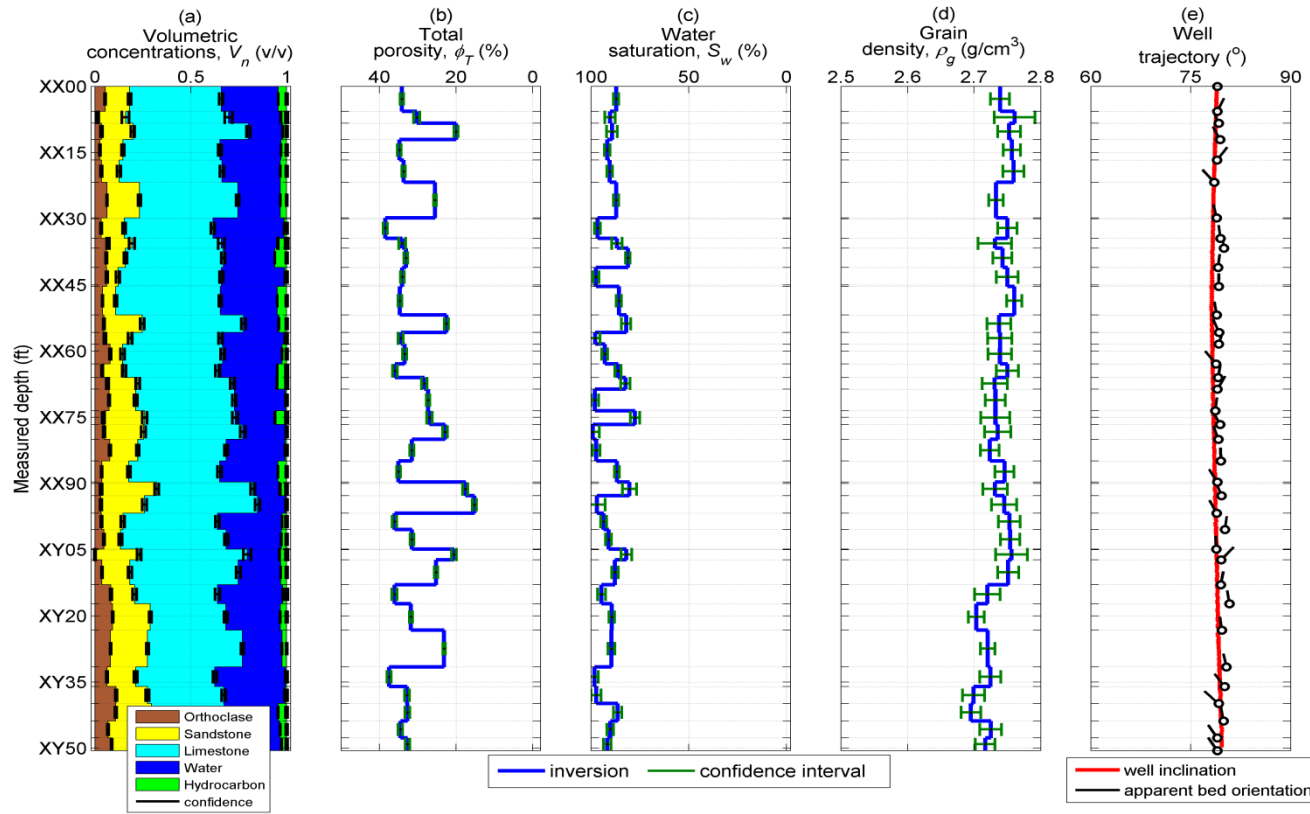 (a)
Volumetric
concentrations, Vn (v/v)
0 0.5 1
(b)
Total
porosity, ϕT (%)
40 20 0
(c)
Water
saturation, Sw (%)
100 50 0
(d)
Grain
density, ρg (g/cm3)
2.5 2.6 2.7 2.8
(e)
Well
trajectory (o)
60 75 90
Measured depth (ft)
XX00
XX15
XX30
XX45
XX60
XX75
XX90
XY05
XY20
XY35
XY50
Orthoclase
Sandstone
Limestone
Water
Hydrocarbon
confidence
inversion confidence interval
well inclination
apparent bed orientation